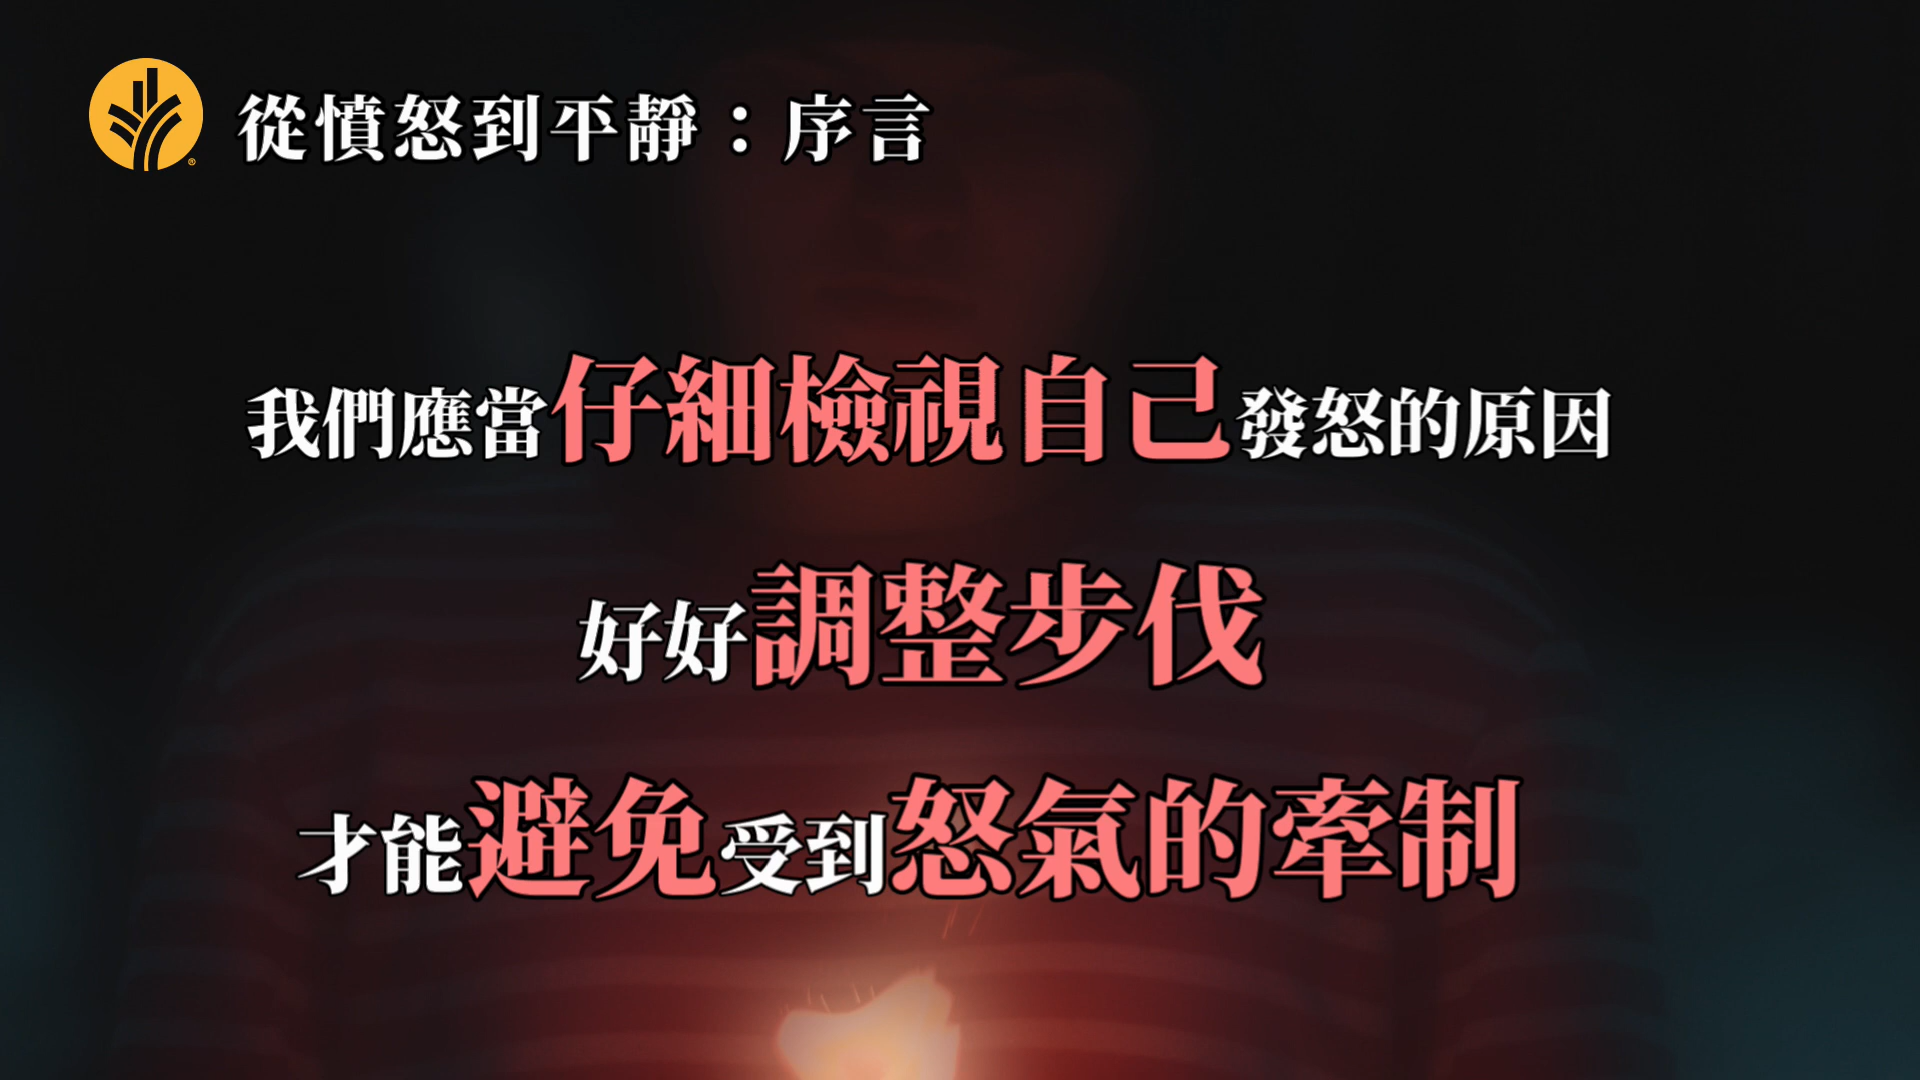 從憤怒到平靜：序言
我們應當仔細檢視自己發怒的原因
好好調整步伐
才能避免受到怒氣的牽制